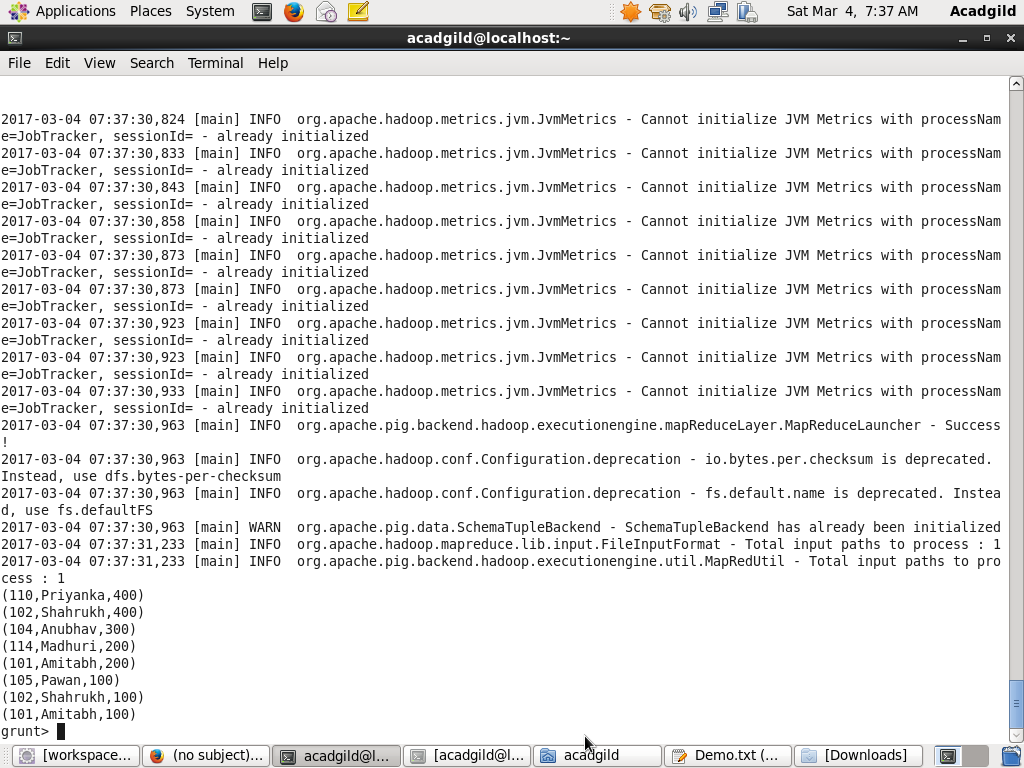 Applications Places System Sat Mar 4, 7:37 AM Acadgild
acadgild@localhost:~
File Edit View Search Terminal Help
2017-03-04 07:37:30,824 [main] INFO  org.apache.hadoop.metrics.jvm.JvmMetrics - Cannot initialize JVM Metrics with processNam
e=JobTracker, sessionId= - already initialized
2017-03-04 07:37:30,833 [main] INFO  org.apache.hadoop.metrics.jvm.JvmMetrics - Cannot initialize JVM Metrics with processNam
e=JobTracker, sessionId= - already initialized
2017-03-04 07:37:30,843 [main] INFO  org.apache.hadoop.metrics.jvm.JvmMetrics - Cannot initialize JVM Metrics with processNam
e=JobTracker, sessionId= - already initialized
2017-03-04 07:37:30,858 [main] INFO  org.apache.hadoop.metrics.jvm.JvmMetrics - Cannot initialize JVM Metrics with processNam
e=JobTracker, sessionId= - already initialized
2017-03-04 07:37:30,873 [main] INFO  org.apache.hadoop.metrics.jvm.JvmMetrics - Cannot initialize JVM Metrics with processNam
e=JobTracker, sessionId= - already initialized
2017-03-04 07:37:30,873 [main] INFO  org.apache.hadoop.metrics.jvm.JvmMetrics - Cannot initialize JVM Metrics with processNam
e=JobTracker, sessionId= - already initialized
2017-03-04 07:37:30,923 [main] INFO  org.apache.hadoop.metrics.jvm.JvmMetrics - Cannot initialize JVM Metrics with processNam
e=JobTracker, sessionId= - already initialized
2017-03-04 07:37:30,923 [main] INFO  org.apache.hadoop.metrics.jvm.JvmMetrics - Cannot initialize JVM Metrics with processNam
e=JobTracker, sessionId= - already initialized
2017-03-04 07:37:30,933 [main] INFO  org.apache.hadoop.metrics.jvm.JvmMetrics - Cannot initialize JVM Metrics with processNam
e=JobTracker, sessionId= - already initialized
2017-03-04 07:37:30,963 [main] INFO  org.apache.pig.backend.hadoop.executionengine.mapReduceLayer.MapReduceLauncher - Success
!
2017-03-04 07:37:30,963 [main] INFO  org.apache.hadoop.conf.Configuration.deprecation - io.bytes.per.checksum is deprecated.
Instead, use dfs.bytes-per-checksum
2017-03-04 07:37:30,963 [main] INFO  org.apache.hadoop.conf.Configuration.deprecation - fs.default.name is deprecated. Instea
d, use fs.defaultFS
2017-03-04 07:37:30,963 [main] WARN  org.apache.pig.data.SchemaTupleBackend - SchemaTupleBackend has already been initialized
2017-03-04 07:37:31,233 [main] INFO  org.apache.hadoop.mapreduce.lib.input.FileInputFormat - Total input paths to process : 1
2017-03-04 07:37:31,233 [main] INFO  org.apache.pig.backend.hadoop.executionengine.util.MapRedUtil - Total input paths to pro
cess : 1
(110,Priyanka,400)
(102,Shahrukh,400)
(104,Anubhav,300)
(114,Madhuri,200)
(101,Amitabh,200)
(105,Pawan,100)
(102,Shahrukh,100)
(101,Amitabh,100)
grunt>
[workspace... (no subject)... acadgild@l... [acadgild@l... acadgild Demo.txt (... [Downloads]